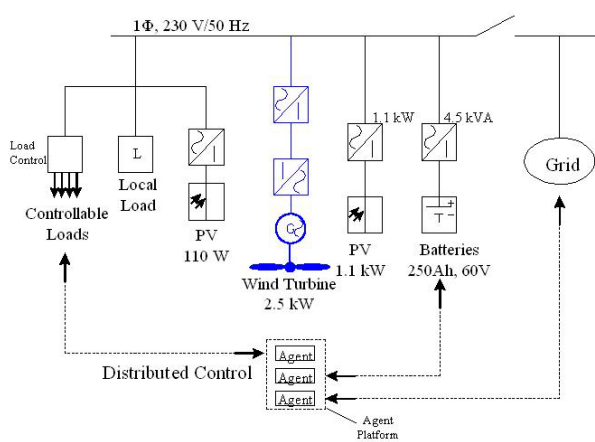 1Φ, 230 V/50 Hz
1.1 kW
4.5 kVA
Load
Control
L
Local
Load
Controllable
Loads
PV
110 W
G
Wind Turbine
2.5 kW
PV
1.1 kW
+
-
Batteries
250Ah, 60V
Grid
Distributed Control
Agent
Agent
Agent
Agent
Platform